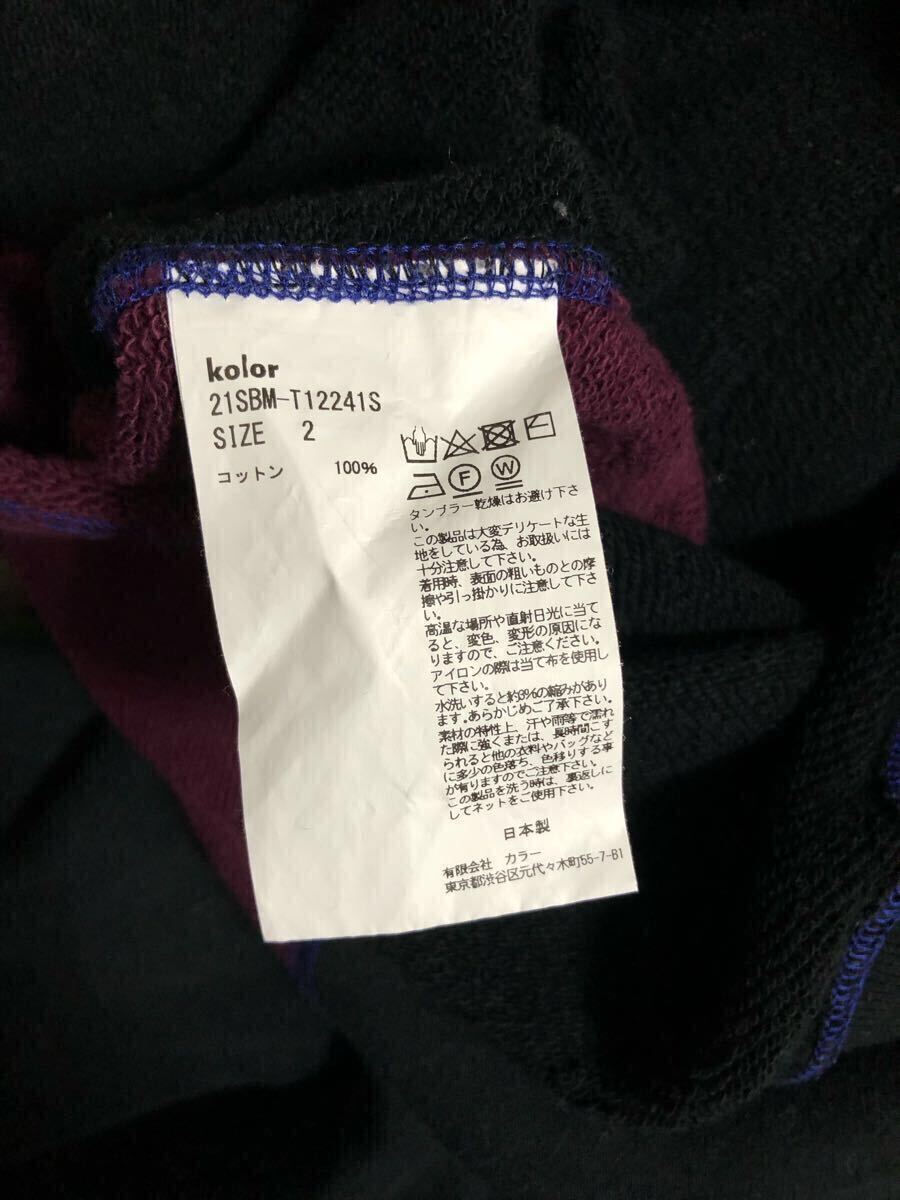 kolor
21SBM-T12241S
SIZE 2
コットン 100%
F W
タンブラー乾燥はお避け下さ
い。
この製品は大変デリケートな生
地をしている為、お取扱いには
十分注意して下さい。
着用時、表面の粗いものとの摩
擦や引っ掛かりに注意して下さ
い。
高温な場所や直射日光に当て
ると、変色、変形の原因にな
りますので、ご注意ください。
アイロンの際は当て布を使用し
て下さい。
水洗いすると約3%の縮みがあり
ます。あらかじめご了承下さい。
素材の特性上、汗や雨等で濡れ
た際に強くまたは、長時間こす
られると他の衣料やバッグなど
に多少の色落ち、色移りする事
が有りますのでご注意下さい。
この製品を洗う時は、裏返しに
してネットをご使用下さい。
日本製
有限会社 カラー
東京都渋谷区元代々木町55-7-B1